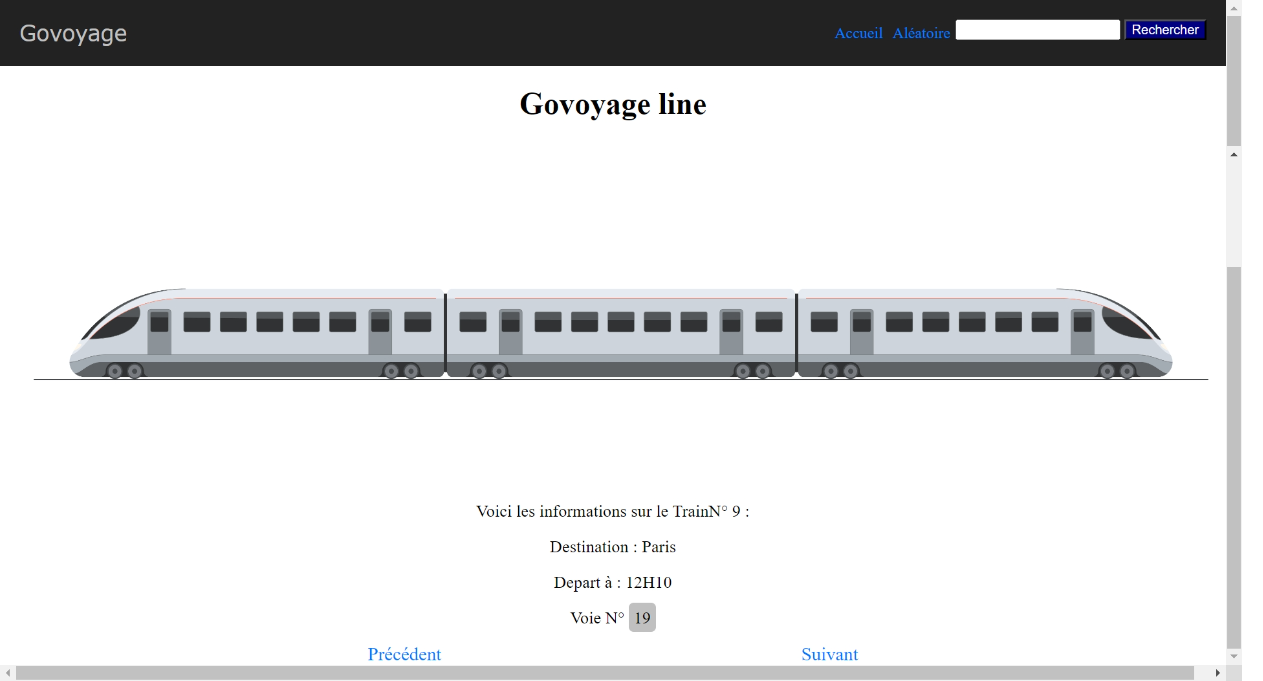 Govoyage
Accueil Aléatoire Rechercher
Govoyage line
Voici les informations sur le TrainN° 9 :
Destination : Paris
Depart à : 12H10
Voie N° 19
Précédent Suivant